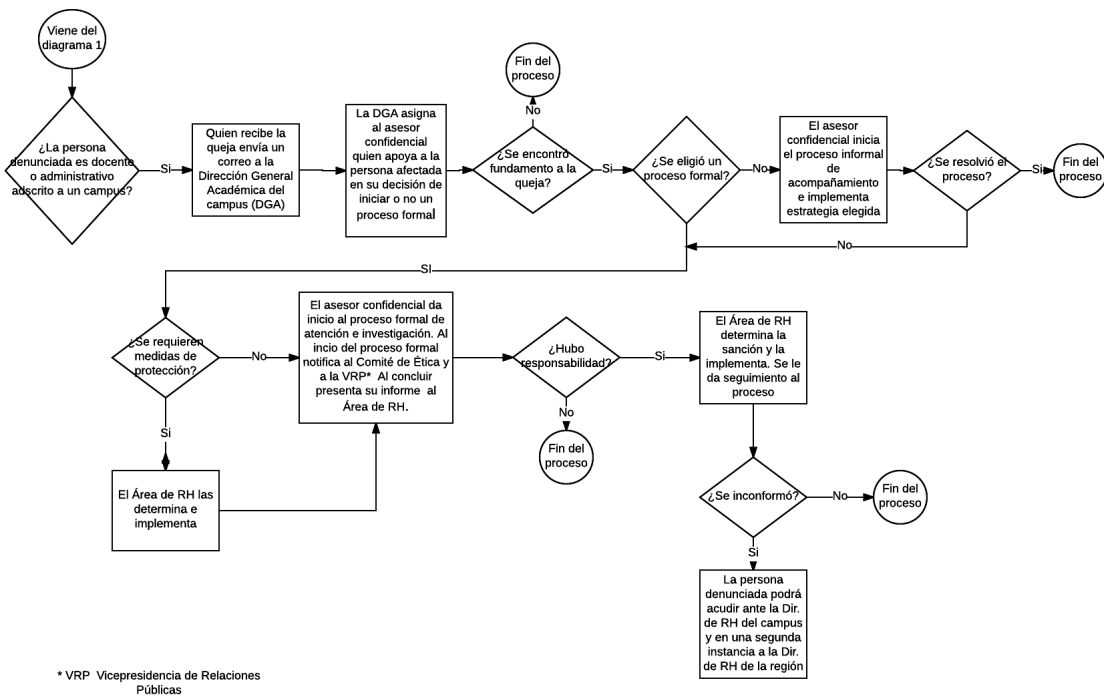 Viene del
diagrama 1
¿La persona
denunciada es docente
o administrativo
adscrito a un campus?
Si
Quien recibe la
queja envía un
correo a la
Dirección General
Académica del
campus (DGA)
La DGA asigna
al asesor
confidencial
quien apoya a la
persona afectada
en su decisión de
iniciar o no un
proceso formal
¿Se encontró
fundamento a la
queja?
No
Fin del
proceso
Si
¿Se eligió un
proceso formal?
No
El asesor
confidencial inicia
el proceso informal
de
acompañamiento
e implementa
estrategia elegida
¿Se resolvió el
proceso?
Si
Fin del
proceso
No
SI
¿Se requieren
medidas de
protección?
No
Si
El Área de RH las
determina e
implementa
El asesor confidencial da
inicio al proceso formal de
atención e investigación. Al
incio del proceso formal
notifica al Comité de Ética y
a la VRP* Al concluir
presenta su informe al
Área de RH.
¿Hubo
responsabilidad?
No
Fin del
proceso
Si
El Área de RH
determina la
sanción y la
implementa. Se le
da seguimiento al
proceso
¿Se inconformó?
No
Fin del
proceso
Si
La persona
denunciada podrá
acudir ante la Dir.
de RH del campus
y en una segunda
instancia a la Dir.
de RH de la región
* VRP Vicepresidencia de Relaciones
Públicas